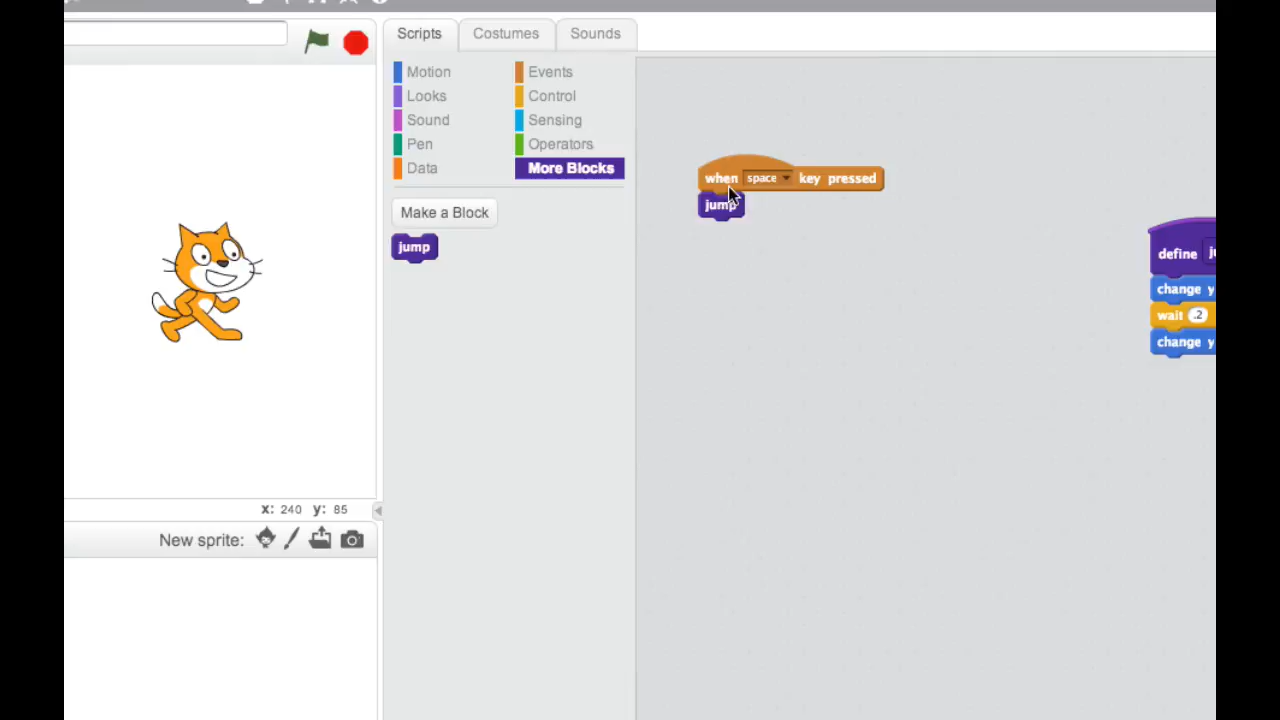 Scripts
Costumes
Sounds
Motion
Events
Looks
Control
Sound
Sensing
Pen
Operators
Data
More Blocks
Make a Block
jump
when space key pressed
jump
define
change y
wait .2
change y
x: 240 y: 85
New sprite: